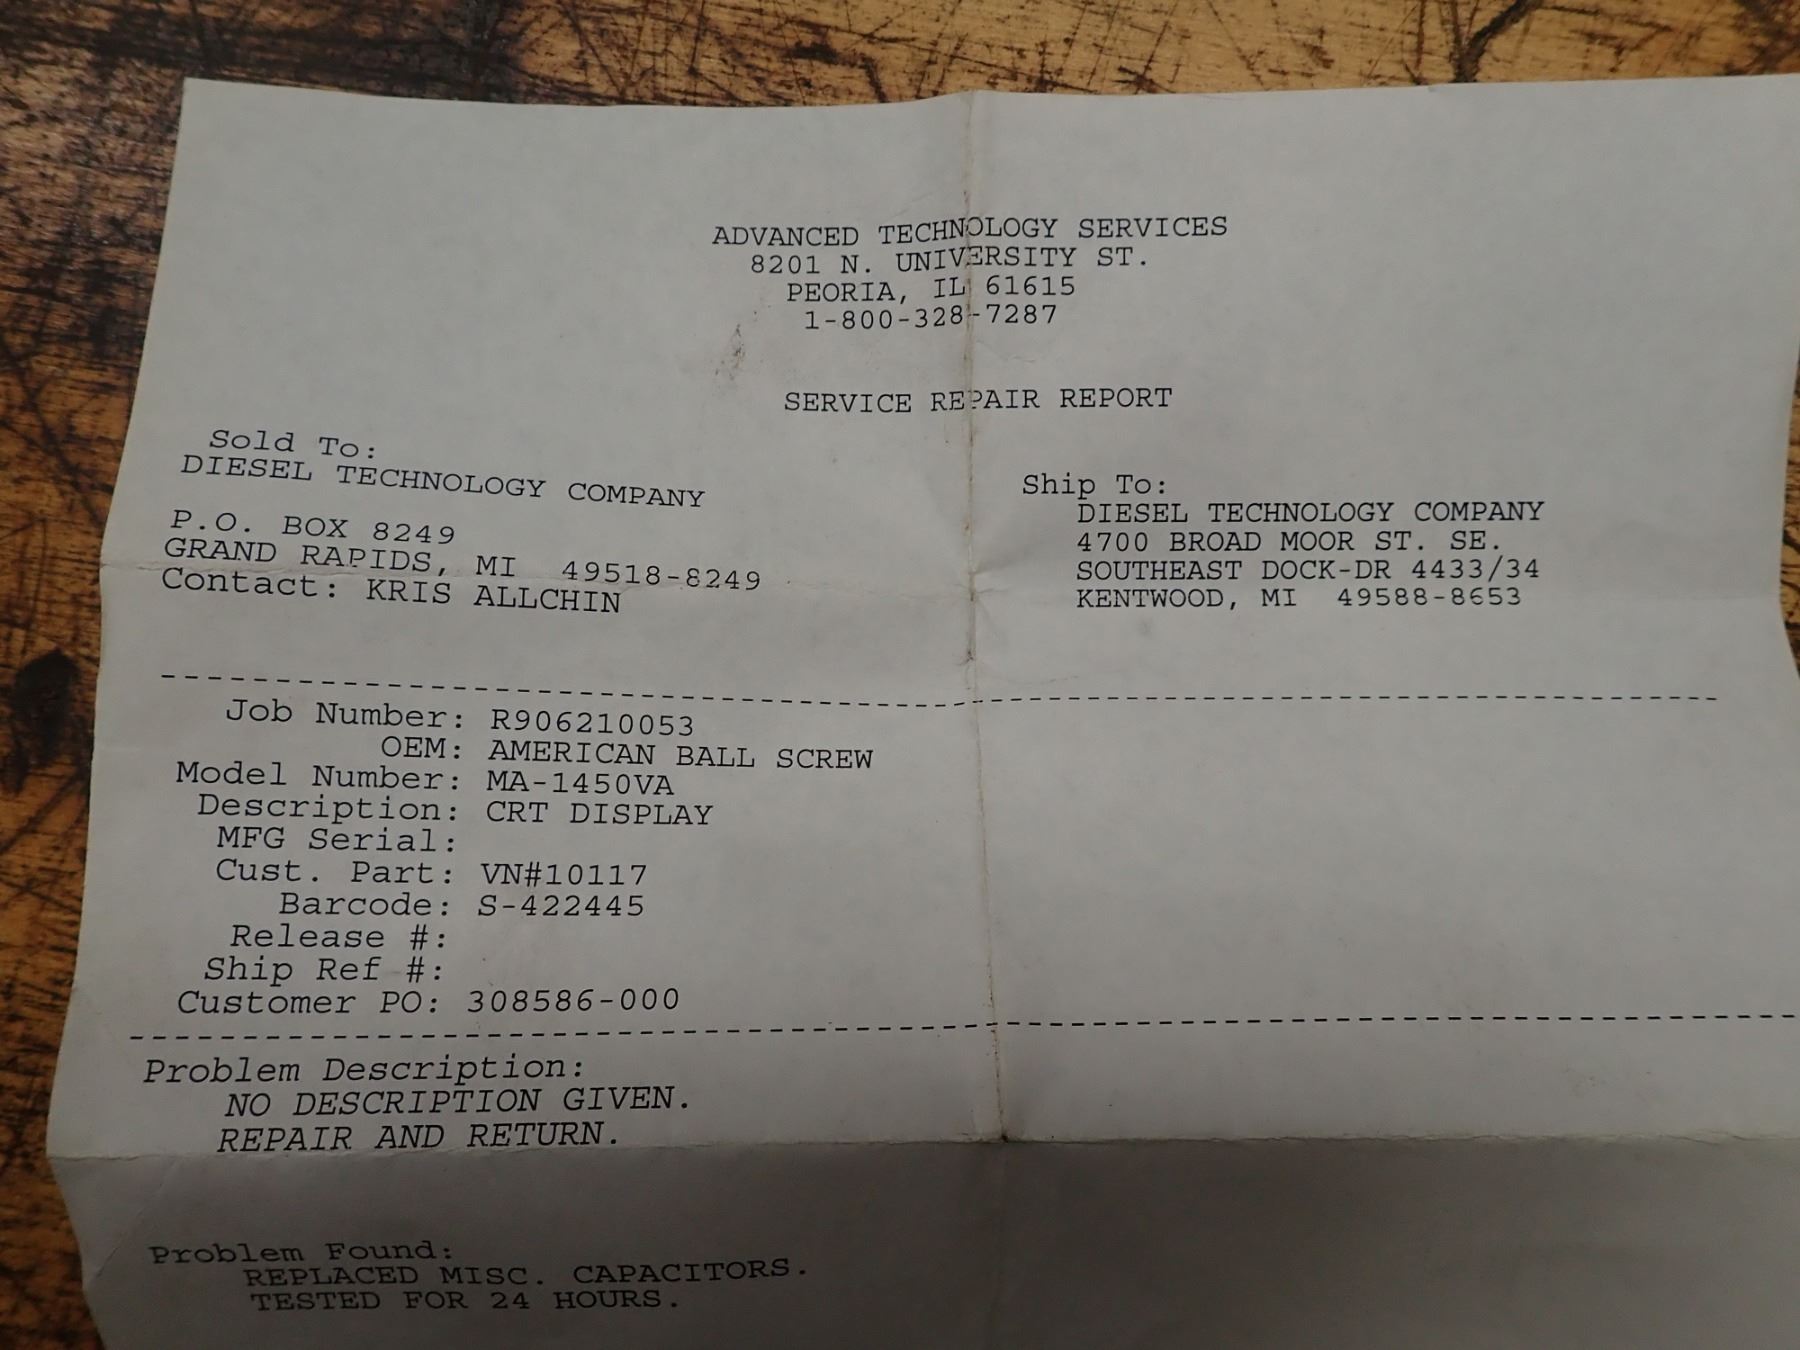 ADVANCED TECHNOLOGY SERVICES
8201 N. UNIVERSITY ST.
PEORIA, IL 61615
1-800-328-7287
SERVICE REPAIR REPORT
Sold To:
DIESEL TECHNOLOGY COMPANY
P.O. BOX 8249
GRAND RAPIDS, MI 49518-8249
Contact: KRIS ALLCHIN
Ship To:
DIESEL TECHNOLOGY COMPANY
4700 BROAD MOOR ST. SE.
SOUTHEAST DOCK-DR 4433/34
KENTWOOD, MI 49588-8653
Job Number: R906210053
OEM: AMERICAN BALL SCREW
Model Number: MA-1450VA
Description: CRT DISPLAY
MFG Serial:
Cust. Part: VN#10117
Barcode: S-422445
Release #:
Ship Ref #:
Customer PO: 308586-000
Problem Description:
NO DESCRIPTION GIVEN.
REPAIR AND RETURN.
Problem Found:
REPLACED MISC. CAPACITORS.
TESTED FOR 24 HOURS.